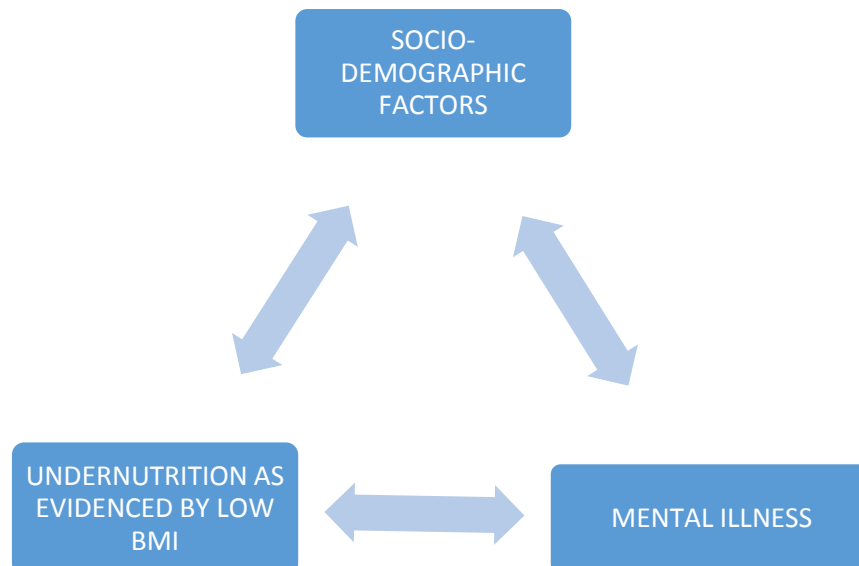 SOCIO-
DEMOGRAPHIC
FACTORS
UNDERNUTRITION AS
EVIDENCED BY LOW
BMI
MENTAL ILLNESS